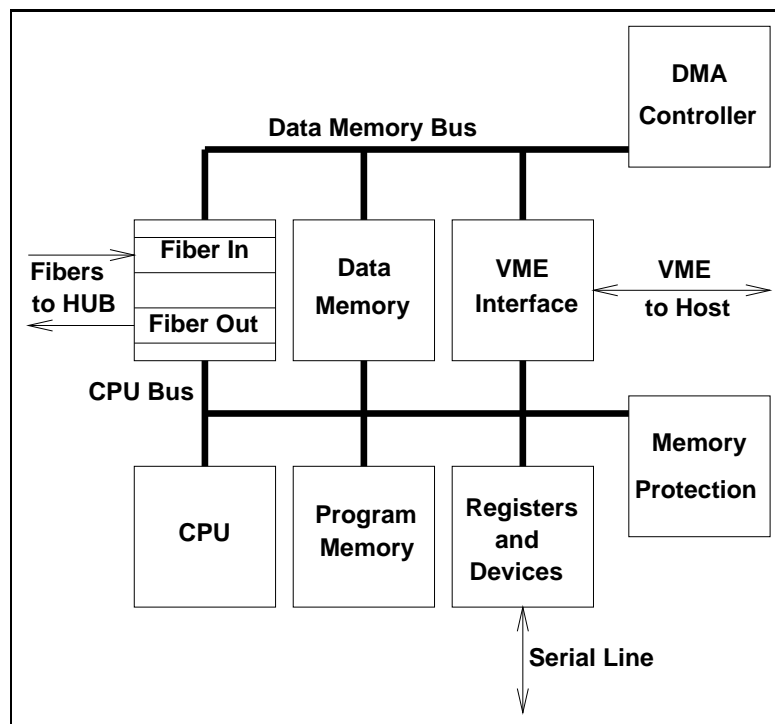 DMA
Controller
Data Memory Bus
Fiber In
Fibers
to HUB
Fiber Out
Data
Memory
VME
Interface
VME
to Host
CPU Bus
Memory
Protection
CPU
Program
Memory
Registers
and
Devices
Serial Line